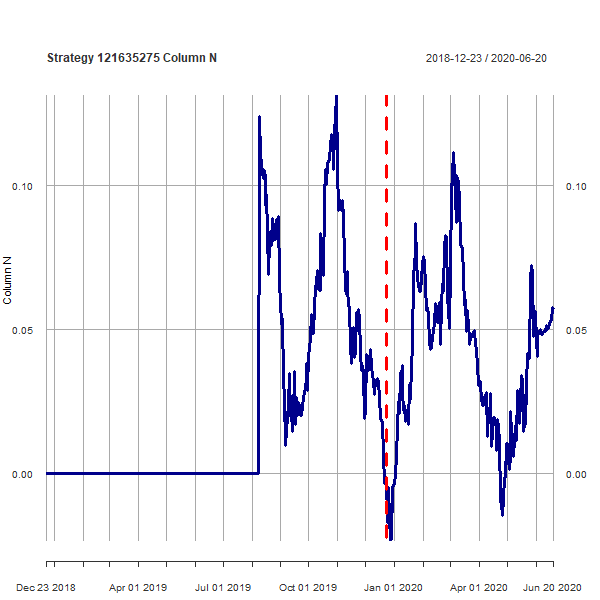 Strategy 121635275 Column N
2018-12-23 / 2020-06-20
Column N
0.10
0.10
0.05
0.05
0.00
0.00
Dec 23 2018
Apr 01 2019
Jul 01 2019
Oct 01 2019
Jan 01 2020
Apr 01 2020
Jun 20 2020